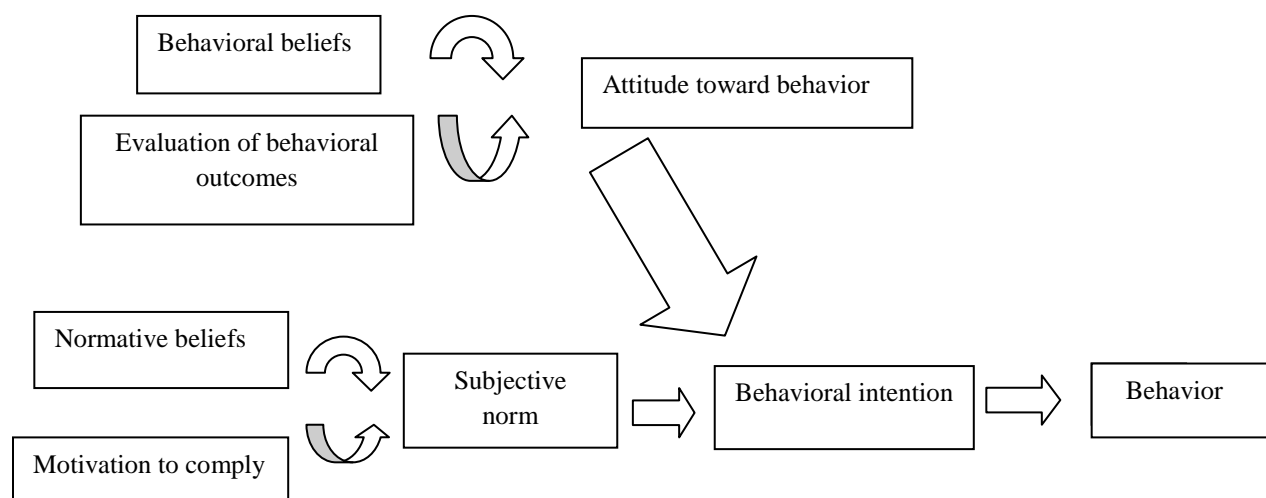 Behavioral beliefs
Attitude toward behavior
Evaluation of behavioral
outcomes
Normative beliefs
Subjective
norm
Behavioral intention
Behavior
Motivation to comply